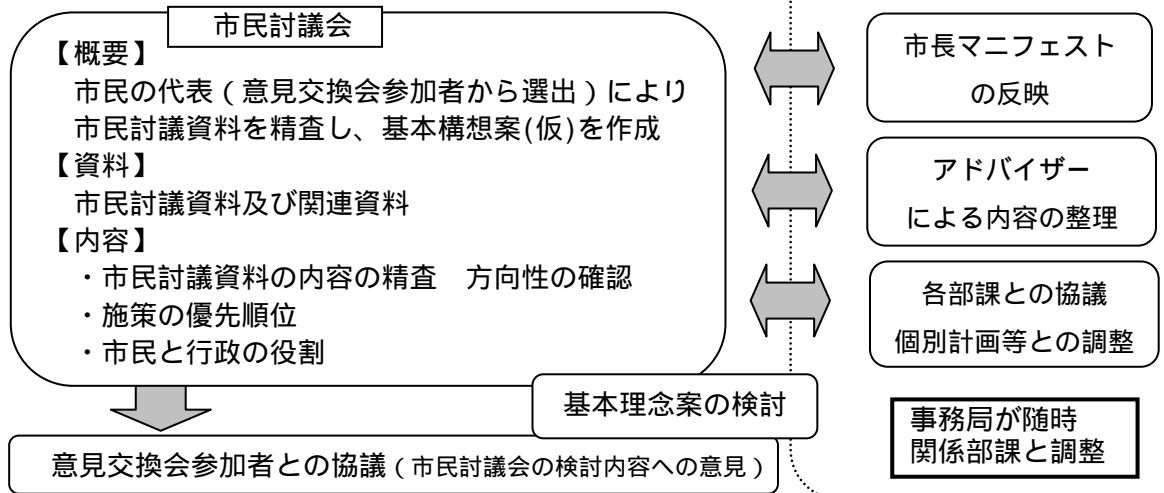 市民討議会
【概要】
市民の代表(意見交換会参加者から選出)により
市民討議資料を精査し、基本構想案(仮)を作成
【資料】
市民討議資料及び関連資料
【内容】
・市民討議資料の内容の精査　方向性の確認
・施策の優先順位
・市民と行政の役割
基本理念案の検討
意見交換会参加者との協議(市民討議会の検討内容への意見)
市長マニフェスト
の反映
アドバイザー
による内容の整理
各部課との協議
個別計画等との調整
事務局が随時
関係部課と調整